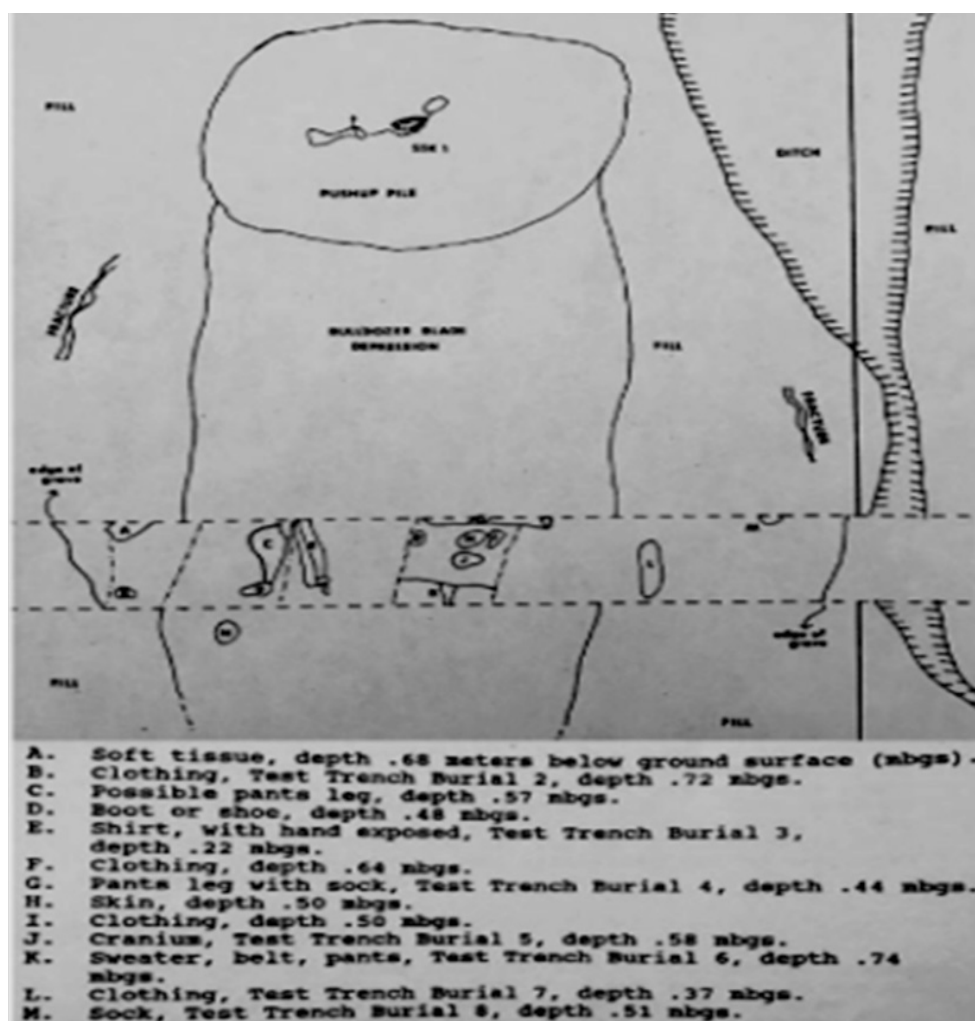 FILL
SSK 1
PUSHUP PILE
DITCH
FILL
FRACTURE
BULLDOZER BLADE
DEPRESSION
FILL
FRACTURE
edge of
grave
A
C
edge of
grave
FILL
FILL
A. Soft tissue, depth .68 meters below ground surface (mbgs).
B. Clothing, Test Trench Burial 2, depth .72 mbgs.
C. Possible pants leg, depth .57 mbgs.
D. Boot or shoe, depth .48 mbgs.
E. Shirt, with hand exposed, Test Trench Burial 3,
depth .22 mbgs.
F. Clothing, depth .64 mbgs.
G. Pants leg with sock, Test Trench Burial 4, depth .44 mbgs.
H. Skin, depth .50 mbgs.
I. Clothing, depth .50 mbgs.
J. Cranium, Test Trench Burial 5, depth .58 mbgs.
K. Sweater, belt, pants, Test Trench Burial 6, depth .74
mbgs.
L. Clothing, Test Trench Burial 7, depth .37 mbgs.
M. Sock, Test Trench Burial 8, depth .51 mbgs.